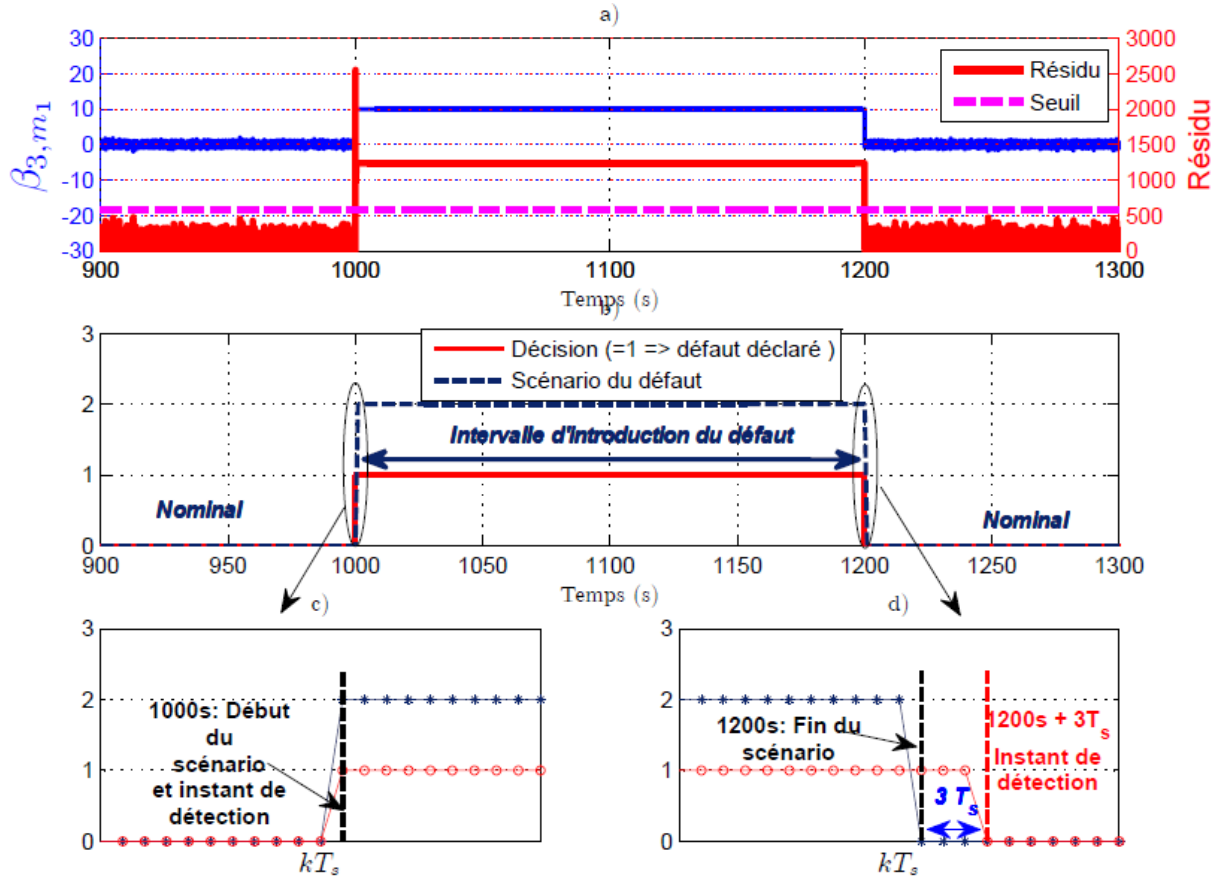 a)
30 20 10 0 -10 -20 -30
β3,m1
Résidu
Seuil
3000 2500 2000 1500 1000 500 0
Résidu
900 1000 1100 1200 1300
Temps (s)
b)
3 2 1 0
Décision (=1 => défaut déclaré )
Scénario du défaut
Intervalle d'introduction du défaut
Nominal
Nominal
900 950 1000 1050 1100 1150 1200 1250 1300
Temps (s)
c)
3 2 1 0
1000s: Début
du
scénario
et instant de
détection
kTs
d)
3 2 1 0
1200s: Fin du
scénario
1200s + 3Ts
Instant de
détection
3 Ts
kTs